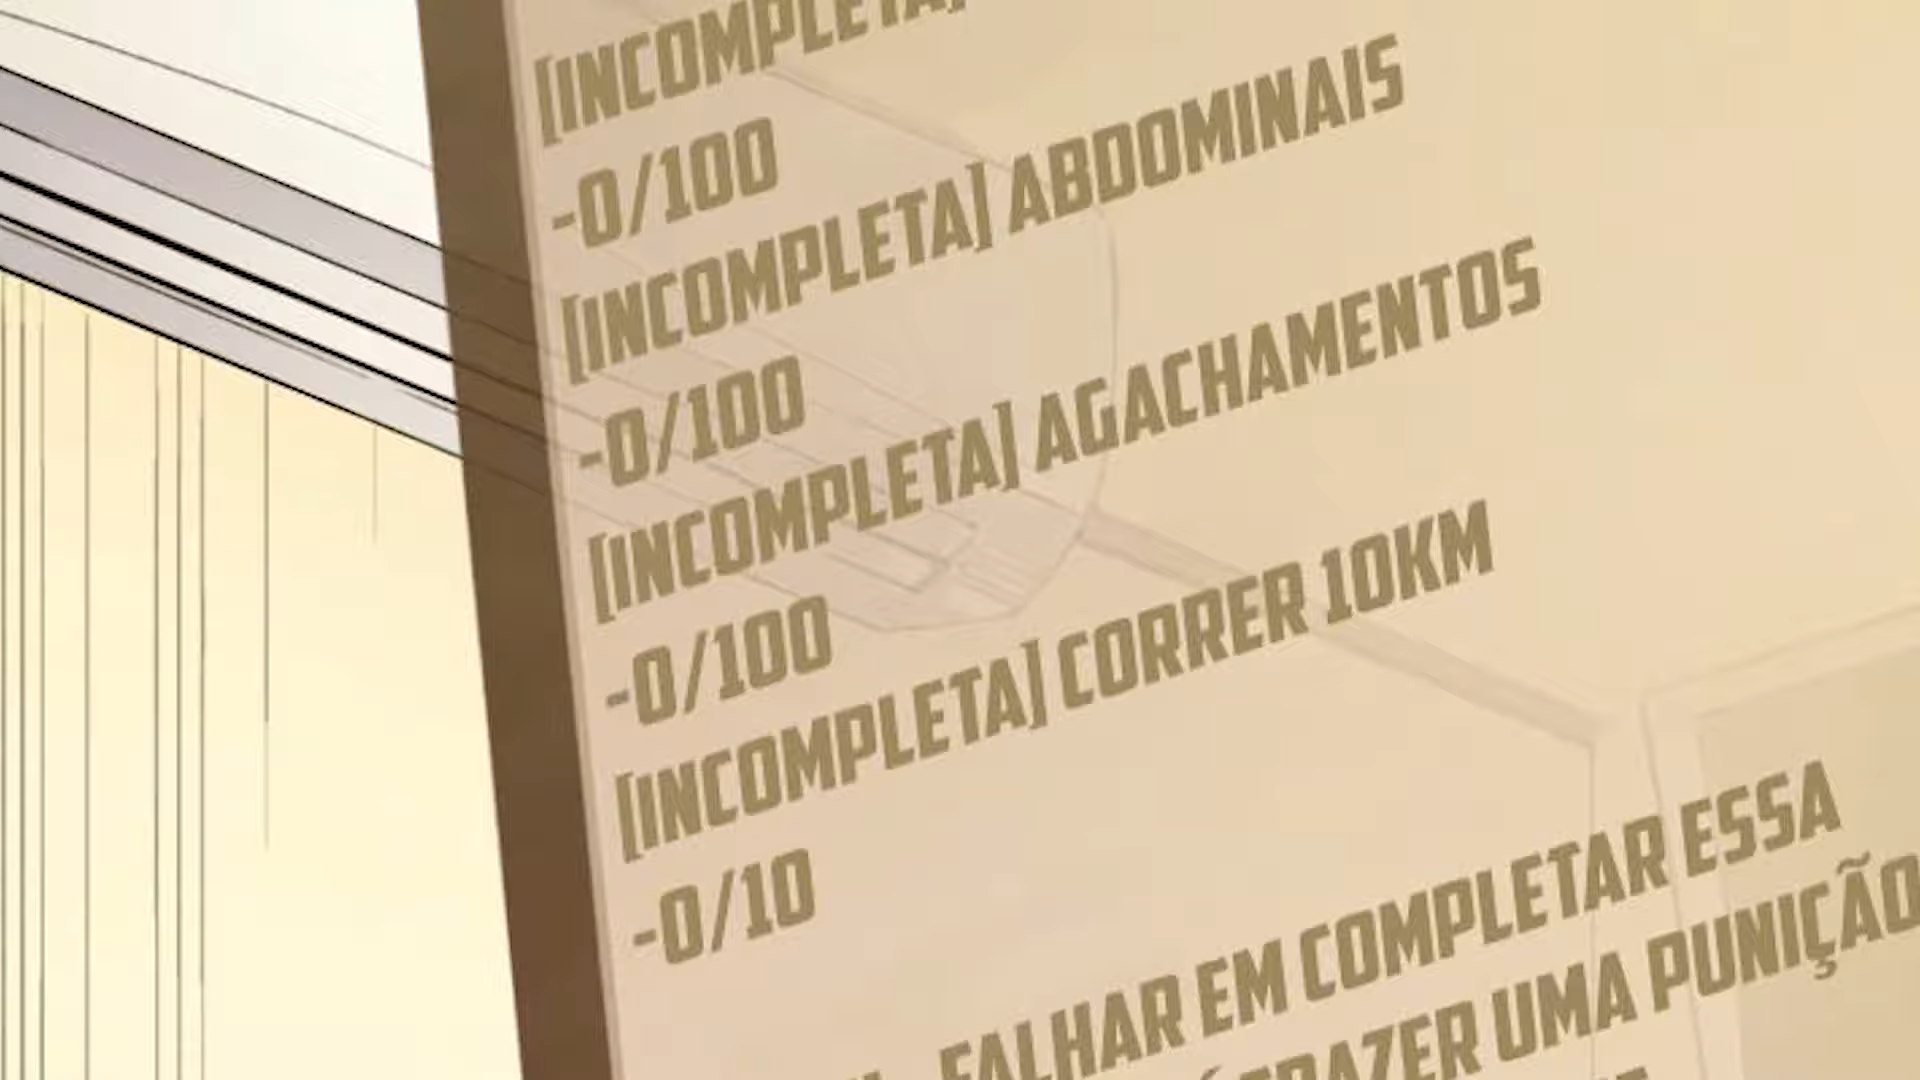 [INCOMPLETA]
-0/100
[INCOMPLETA] ABDOMINAIS
-0/100
[INCOMPLETA] AGACHAMENTOS
-0/100
[INCOMPLETA] CORRER 10KM
-0/10
FALHAR EM COMPLETAR ESSA
TRAZER UMA PUNIÇÃO